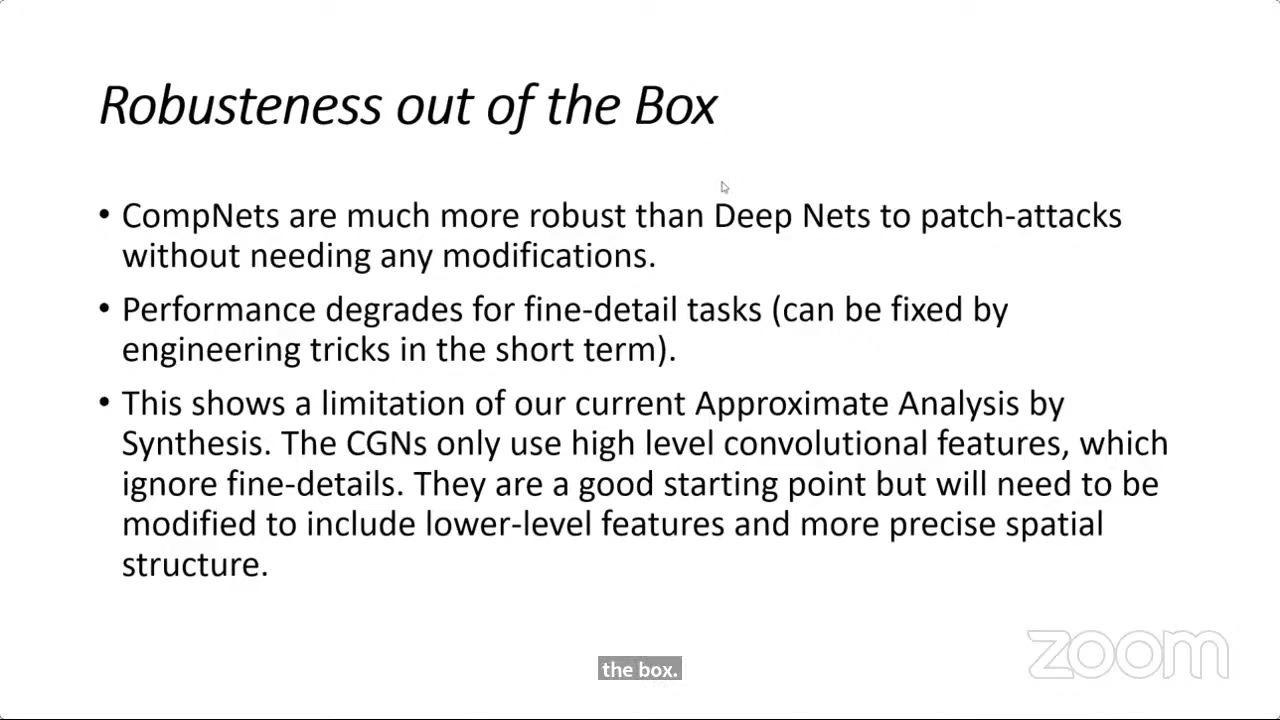 Robusteness out of the Box
• CompNets are much more robust than Deep Nets to patch-attacks
without needing any modifications.
• Performance degrades for fine-detail tasks (can be fixed by
engineering tricks in the short term).
• This shows a limitation of our current Approximate Analysis by
Synthesis. The CGNs only use high level convolutional features, which
ignore fine-details. They are a good starting point but will need to be
modified to include lower-level features and more precise spatial
structure.
zoom
the box.